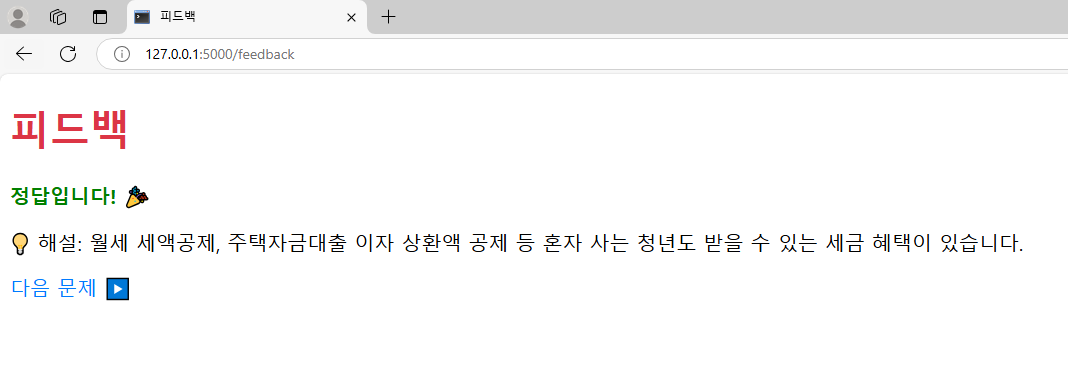 피드백
127.0.0.1:5000/feedback
피드백
정답입니다! 🎉
💡 해설: 월세 세액공제, 주택자금대출 이자 상환액 공제 등 혼자 사는 청년도 받을 수 있는 세금 혜택이 있습니다.
다음 문제 ▶️